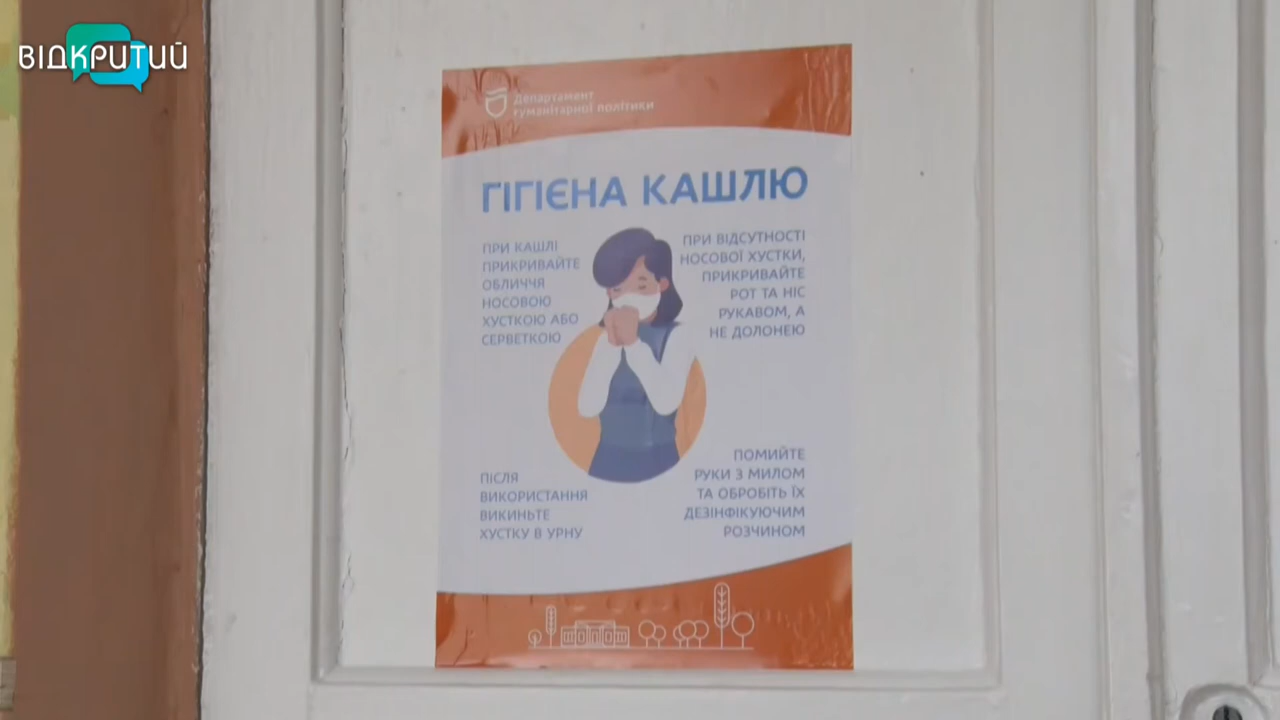 ВІДКРИТИЙ
Департамент
гуманітарної політики
ГІГІЄНА КАШЛЮ
ПРИ КАШЛІ
ПРИКРИВАЙТЕ
ОБЛИЧЧЯ
НОСОВОЮ
ХУСТКОЮ АБО
СЕРВЕТКОЮ
ПРИ ВІДСУТНОСТІ
НОСОВОЇ ХУСТКИ,
ПРИКРИВАЙТЕ
РОТ ТА НІС
РУКАВОМ, А
НЕ ДОЛОНЕЮ
ПІСЛЯ
ВИКОРИСТАННЯ
ВИКИНЬТЕ
ХУСТКУ В УРНУ
ПОМИЙТЕ
РУКИ З МИЛОМ
ТА ОБРОБІТЬ ЇХ
ДЕЗІНФІКУЮЧИМ
РОЗЧИНОМ